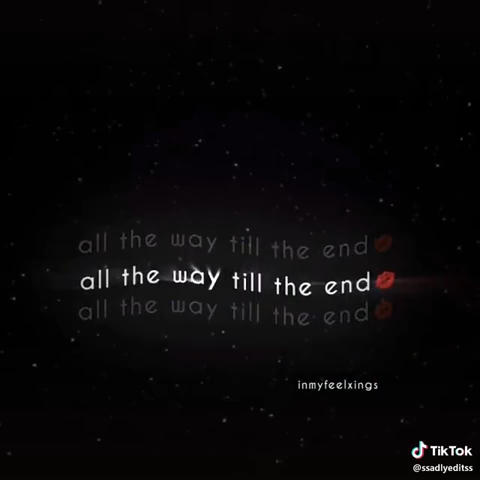 all the way till the end💋
all the way till the end💋
all the way till the end💋
inmyfeelxings
TikTok
@ssadlyeditss